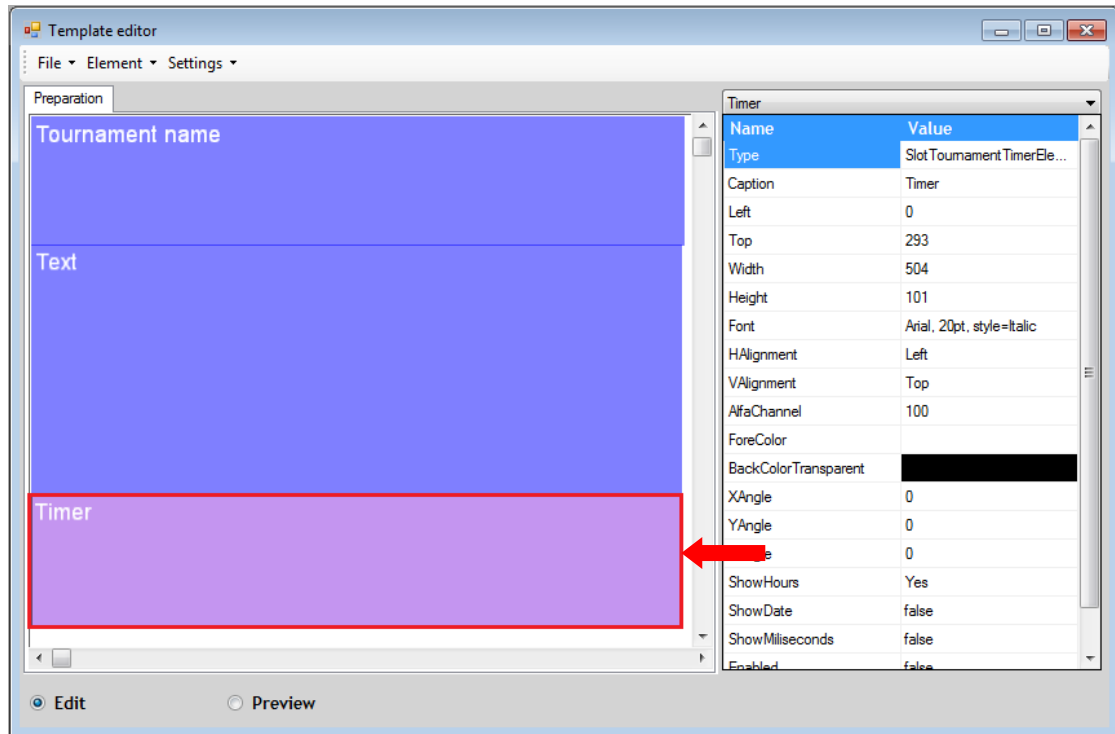 Template editor
File Element Settings
Preparation
Tournament name
Text
Timer
Timer
Name Value
Type SlotTournamentTimerEle...
Caption Timer
Left 0
Top 293
Width 504
Height 101
Font Arial, 20pt, style=Italic
HAlignment Left
VAlignment Top
AlfaChannel 100
ForeColor
BackColorTransparent
XAngle 0
YAngle 0
0
ShowHours Yes
ShowDate false
ShowMiliseconds false
Enabled false
Edit Preview